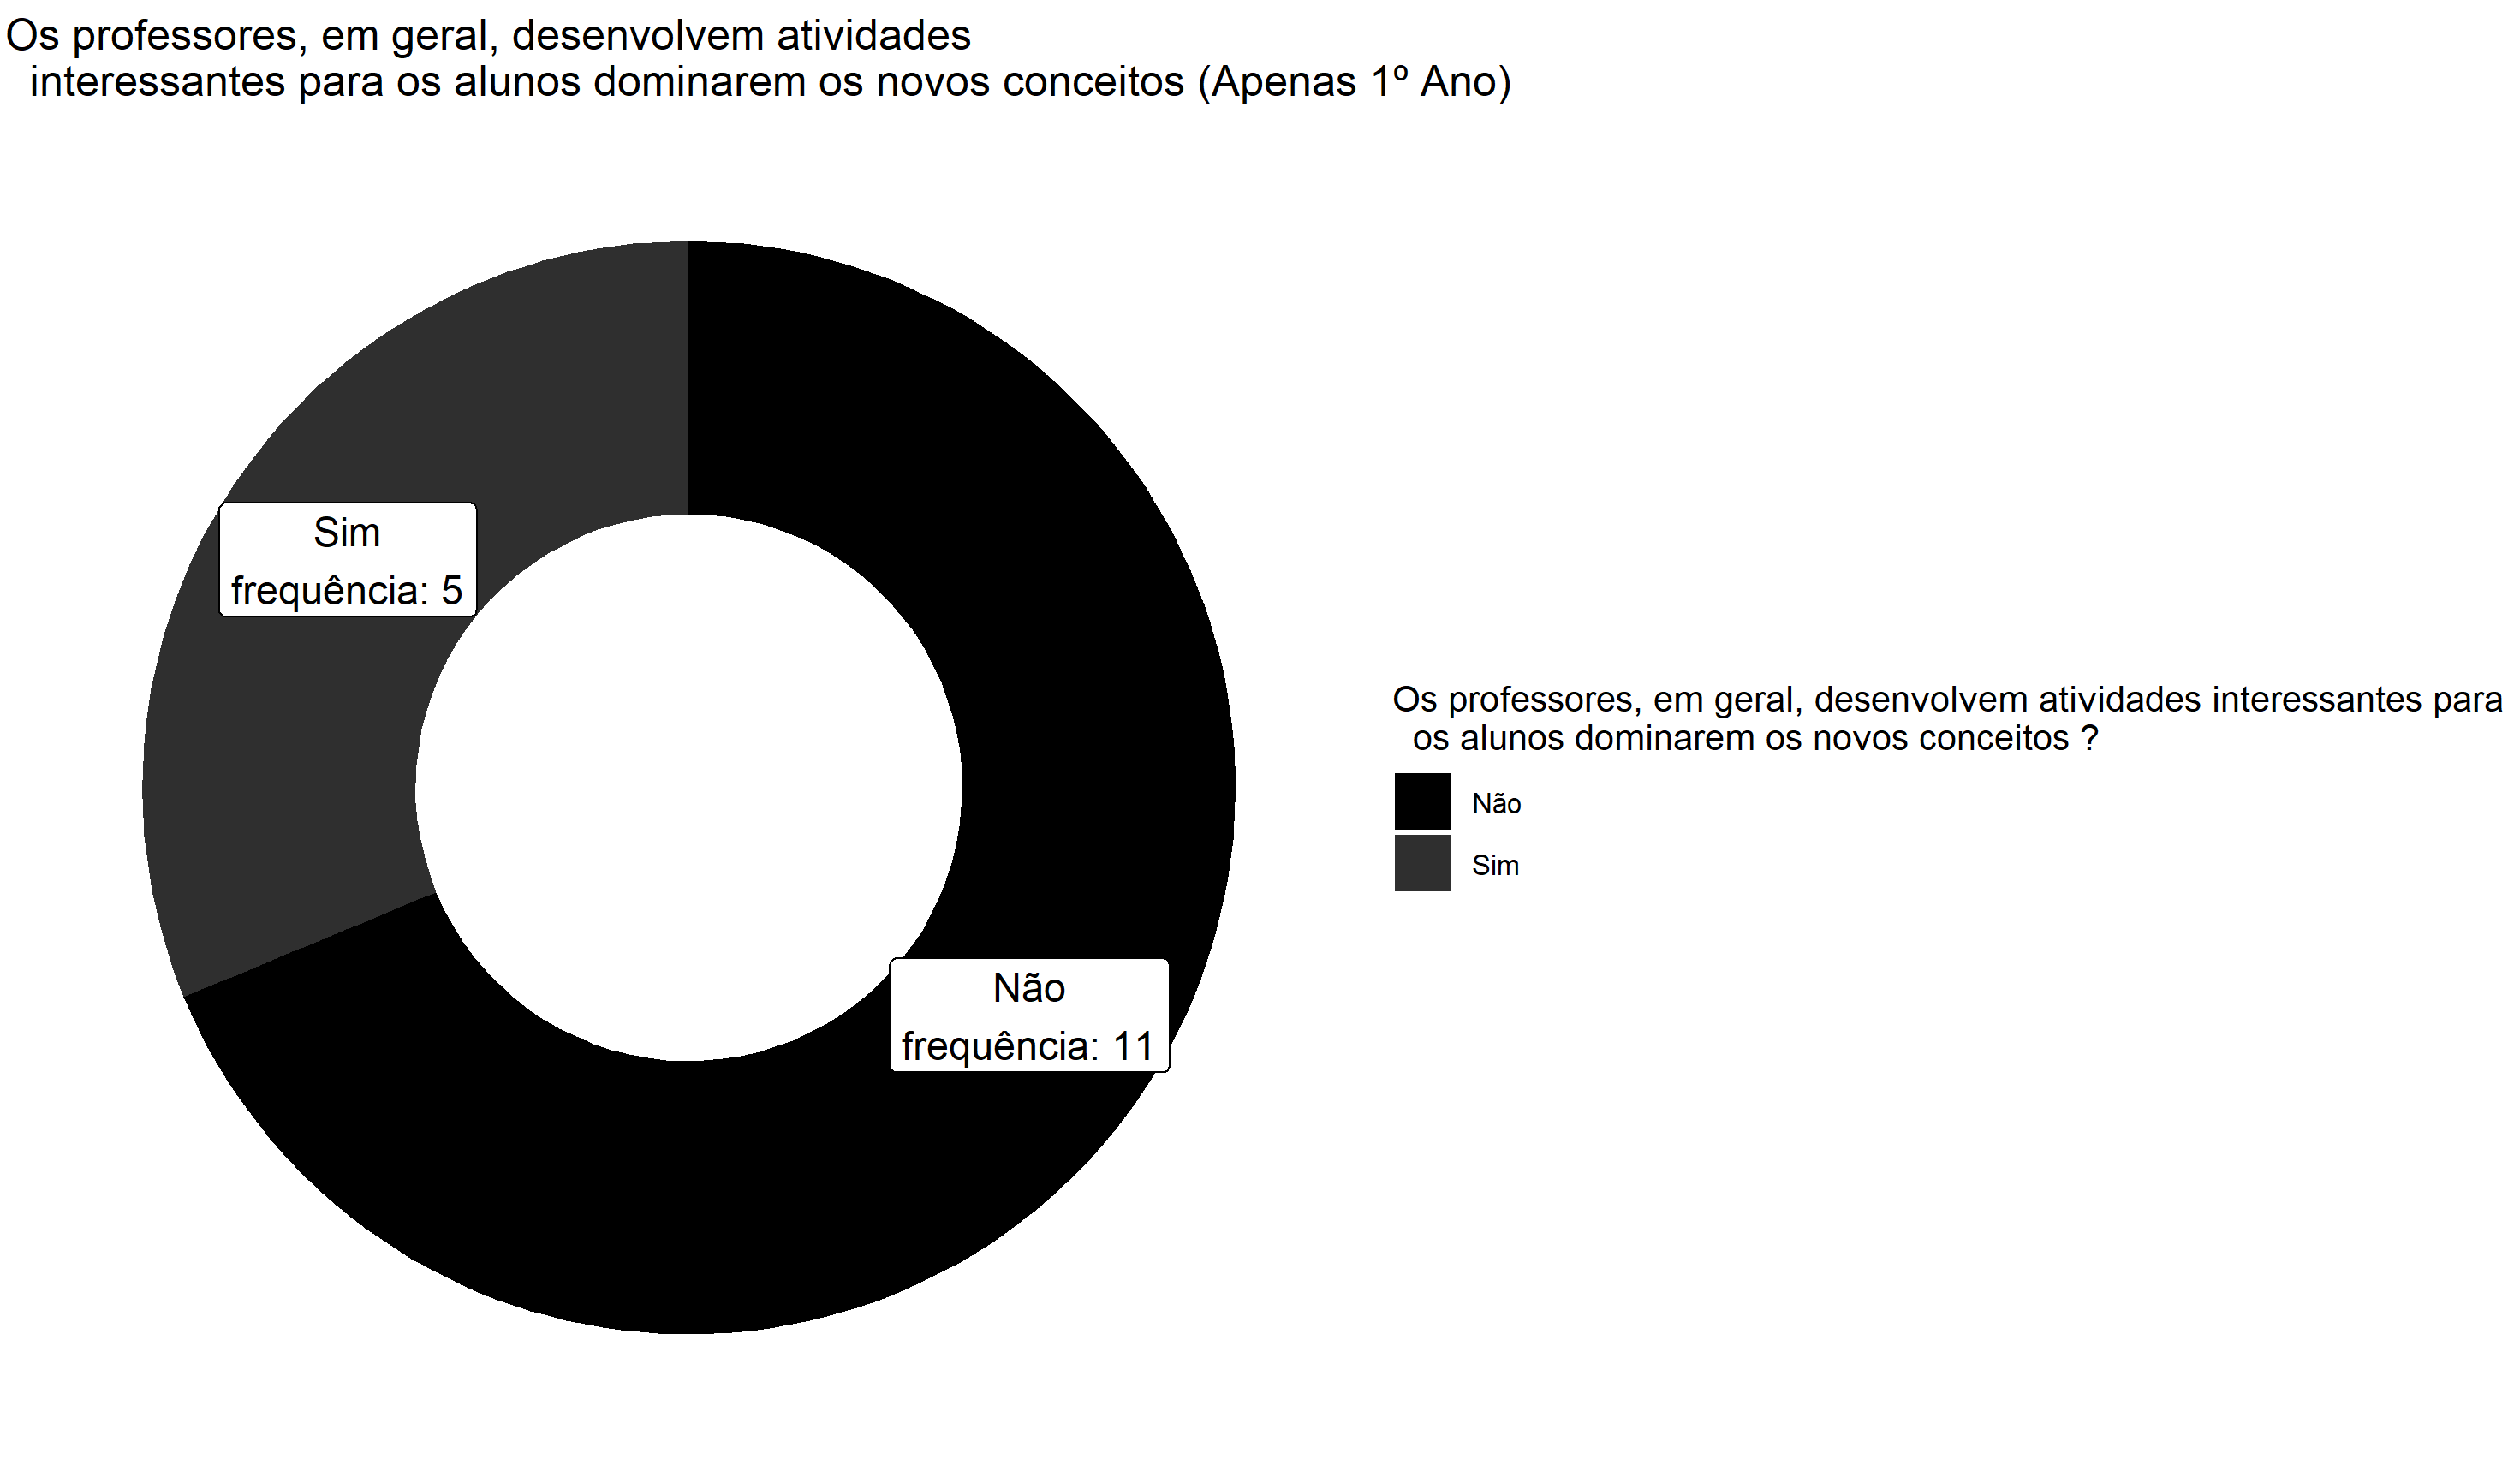 Os professores, em geral, desenvolvem atividades
interessantes para os alunos dominarem os novos conceitos (Apenas 1º Ano)
Sim
frequência: 5
Não
frequência: 11
Os professores, em geral, desenvolvem atividades interessantes para
os alunos dominarem os novos conceitos ?
Não
Sim